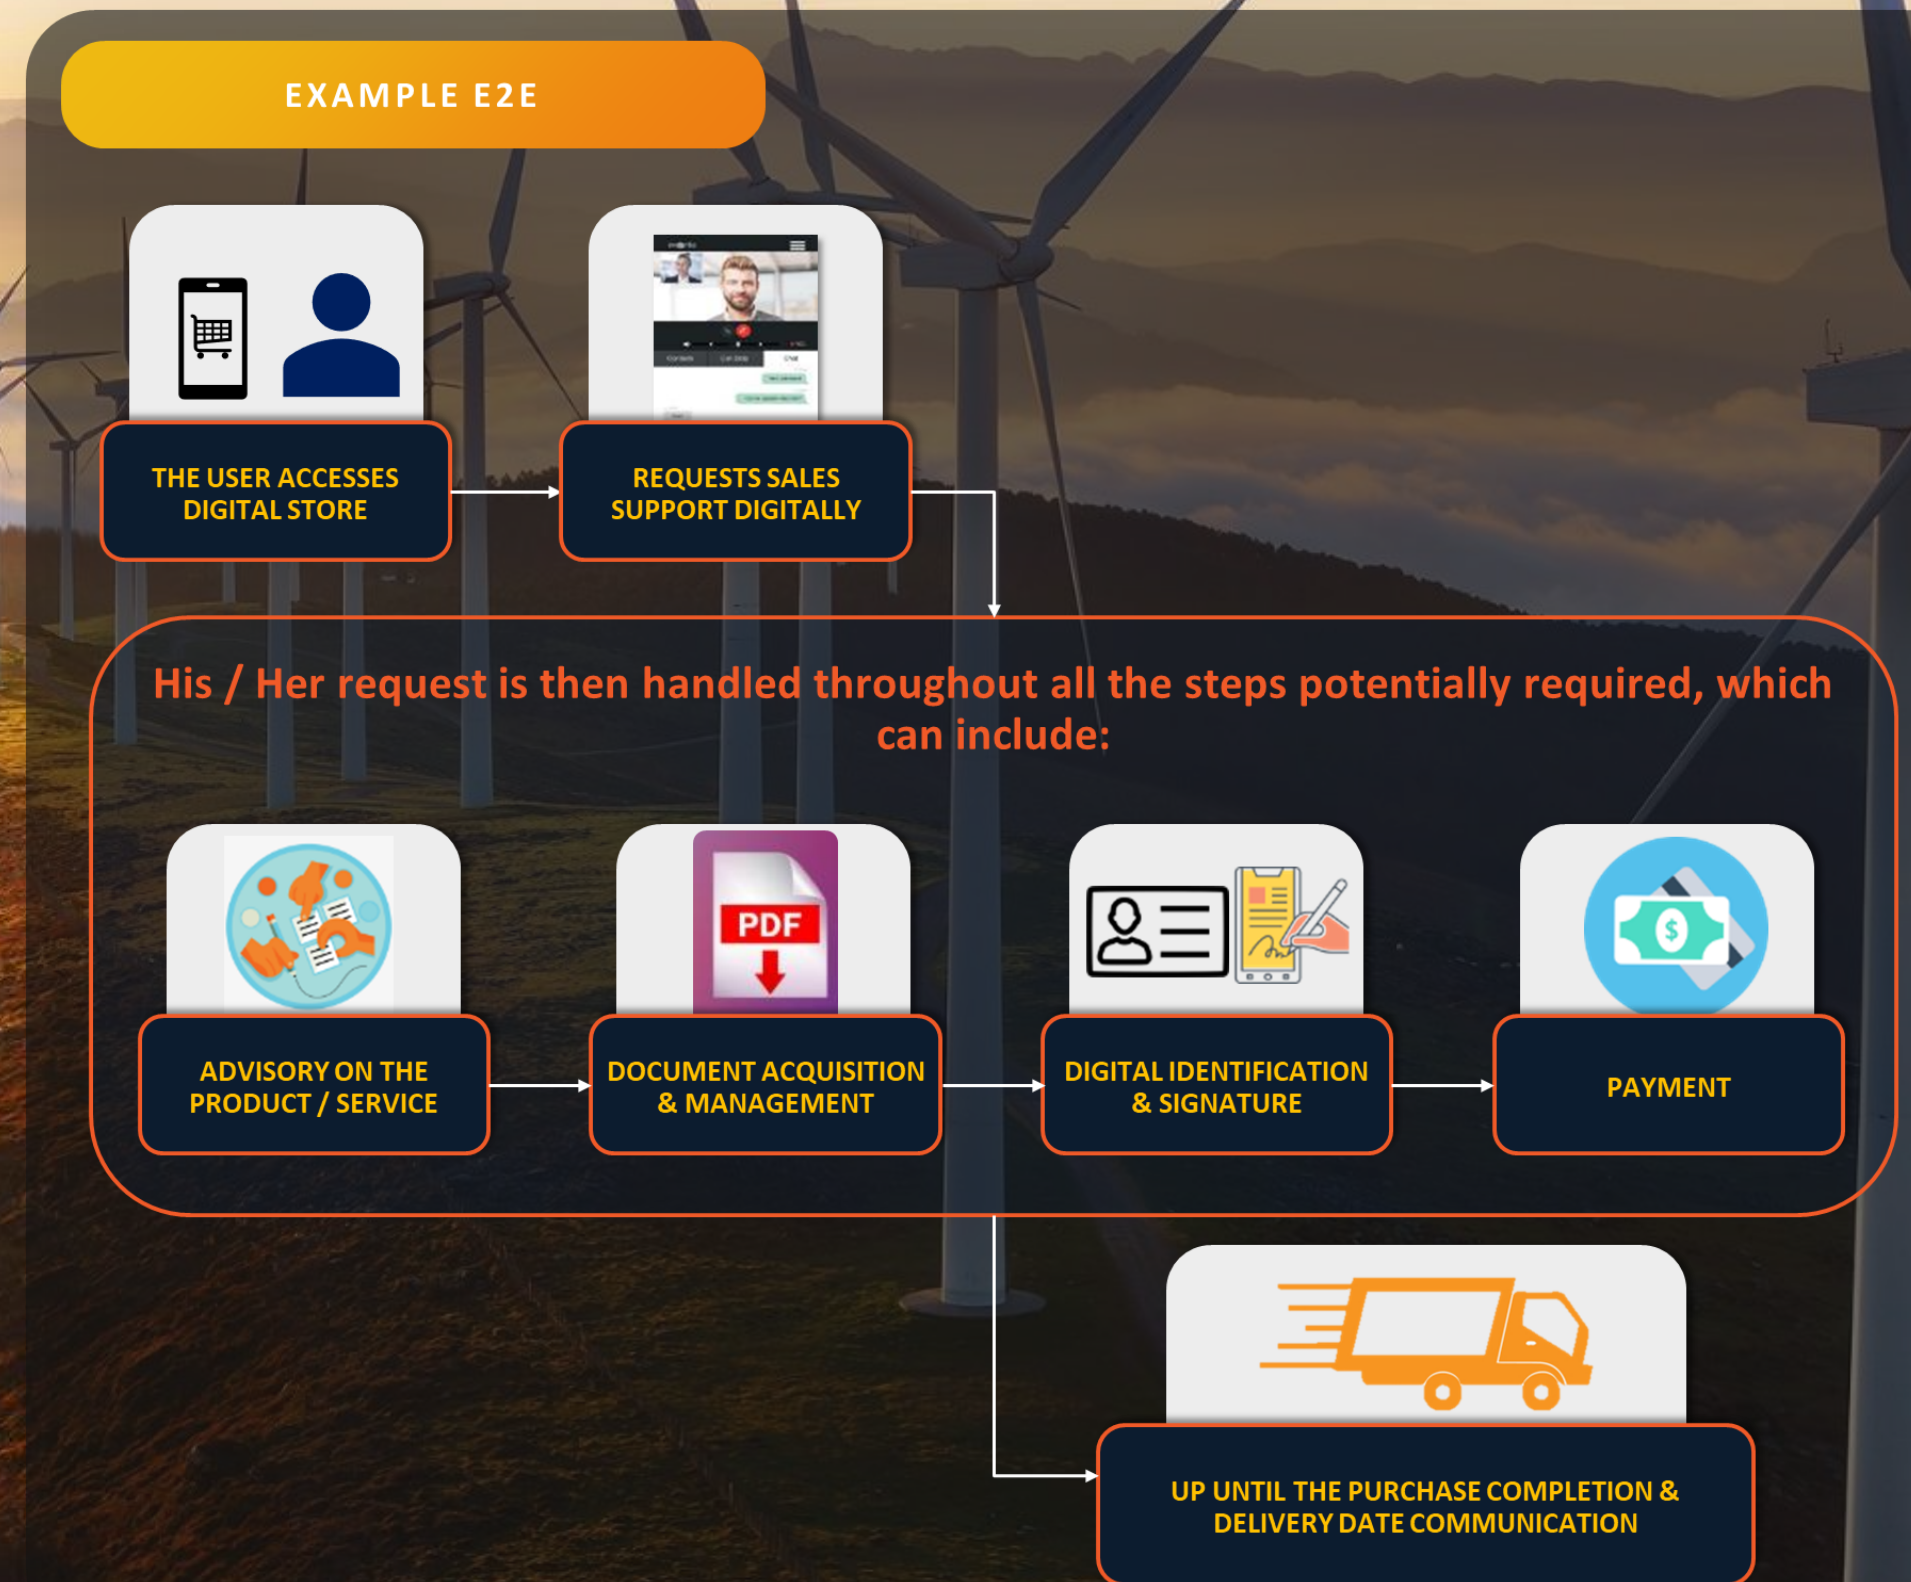 EXAMPLE E2E
THE USER ACCESSES
DIGITAL STORE
REQUESTS SALES
SUPPORT DIGITALLY
His / Her request is then handled throughout all the steps potentially required, which
can include:
PDF
$
ADVISORY ON THE
PRODUCT / SERVICE
DOCUMENT ACQUISITION
& MANAGEMENT
DIGITAL IDENTIFICATION
& SIGNATURE
PAYMENT
UP UNTIL THE PURCHASE COMPLETION &
DELIVERY DATE COMMUNICATION